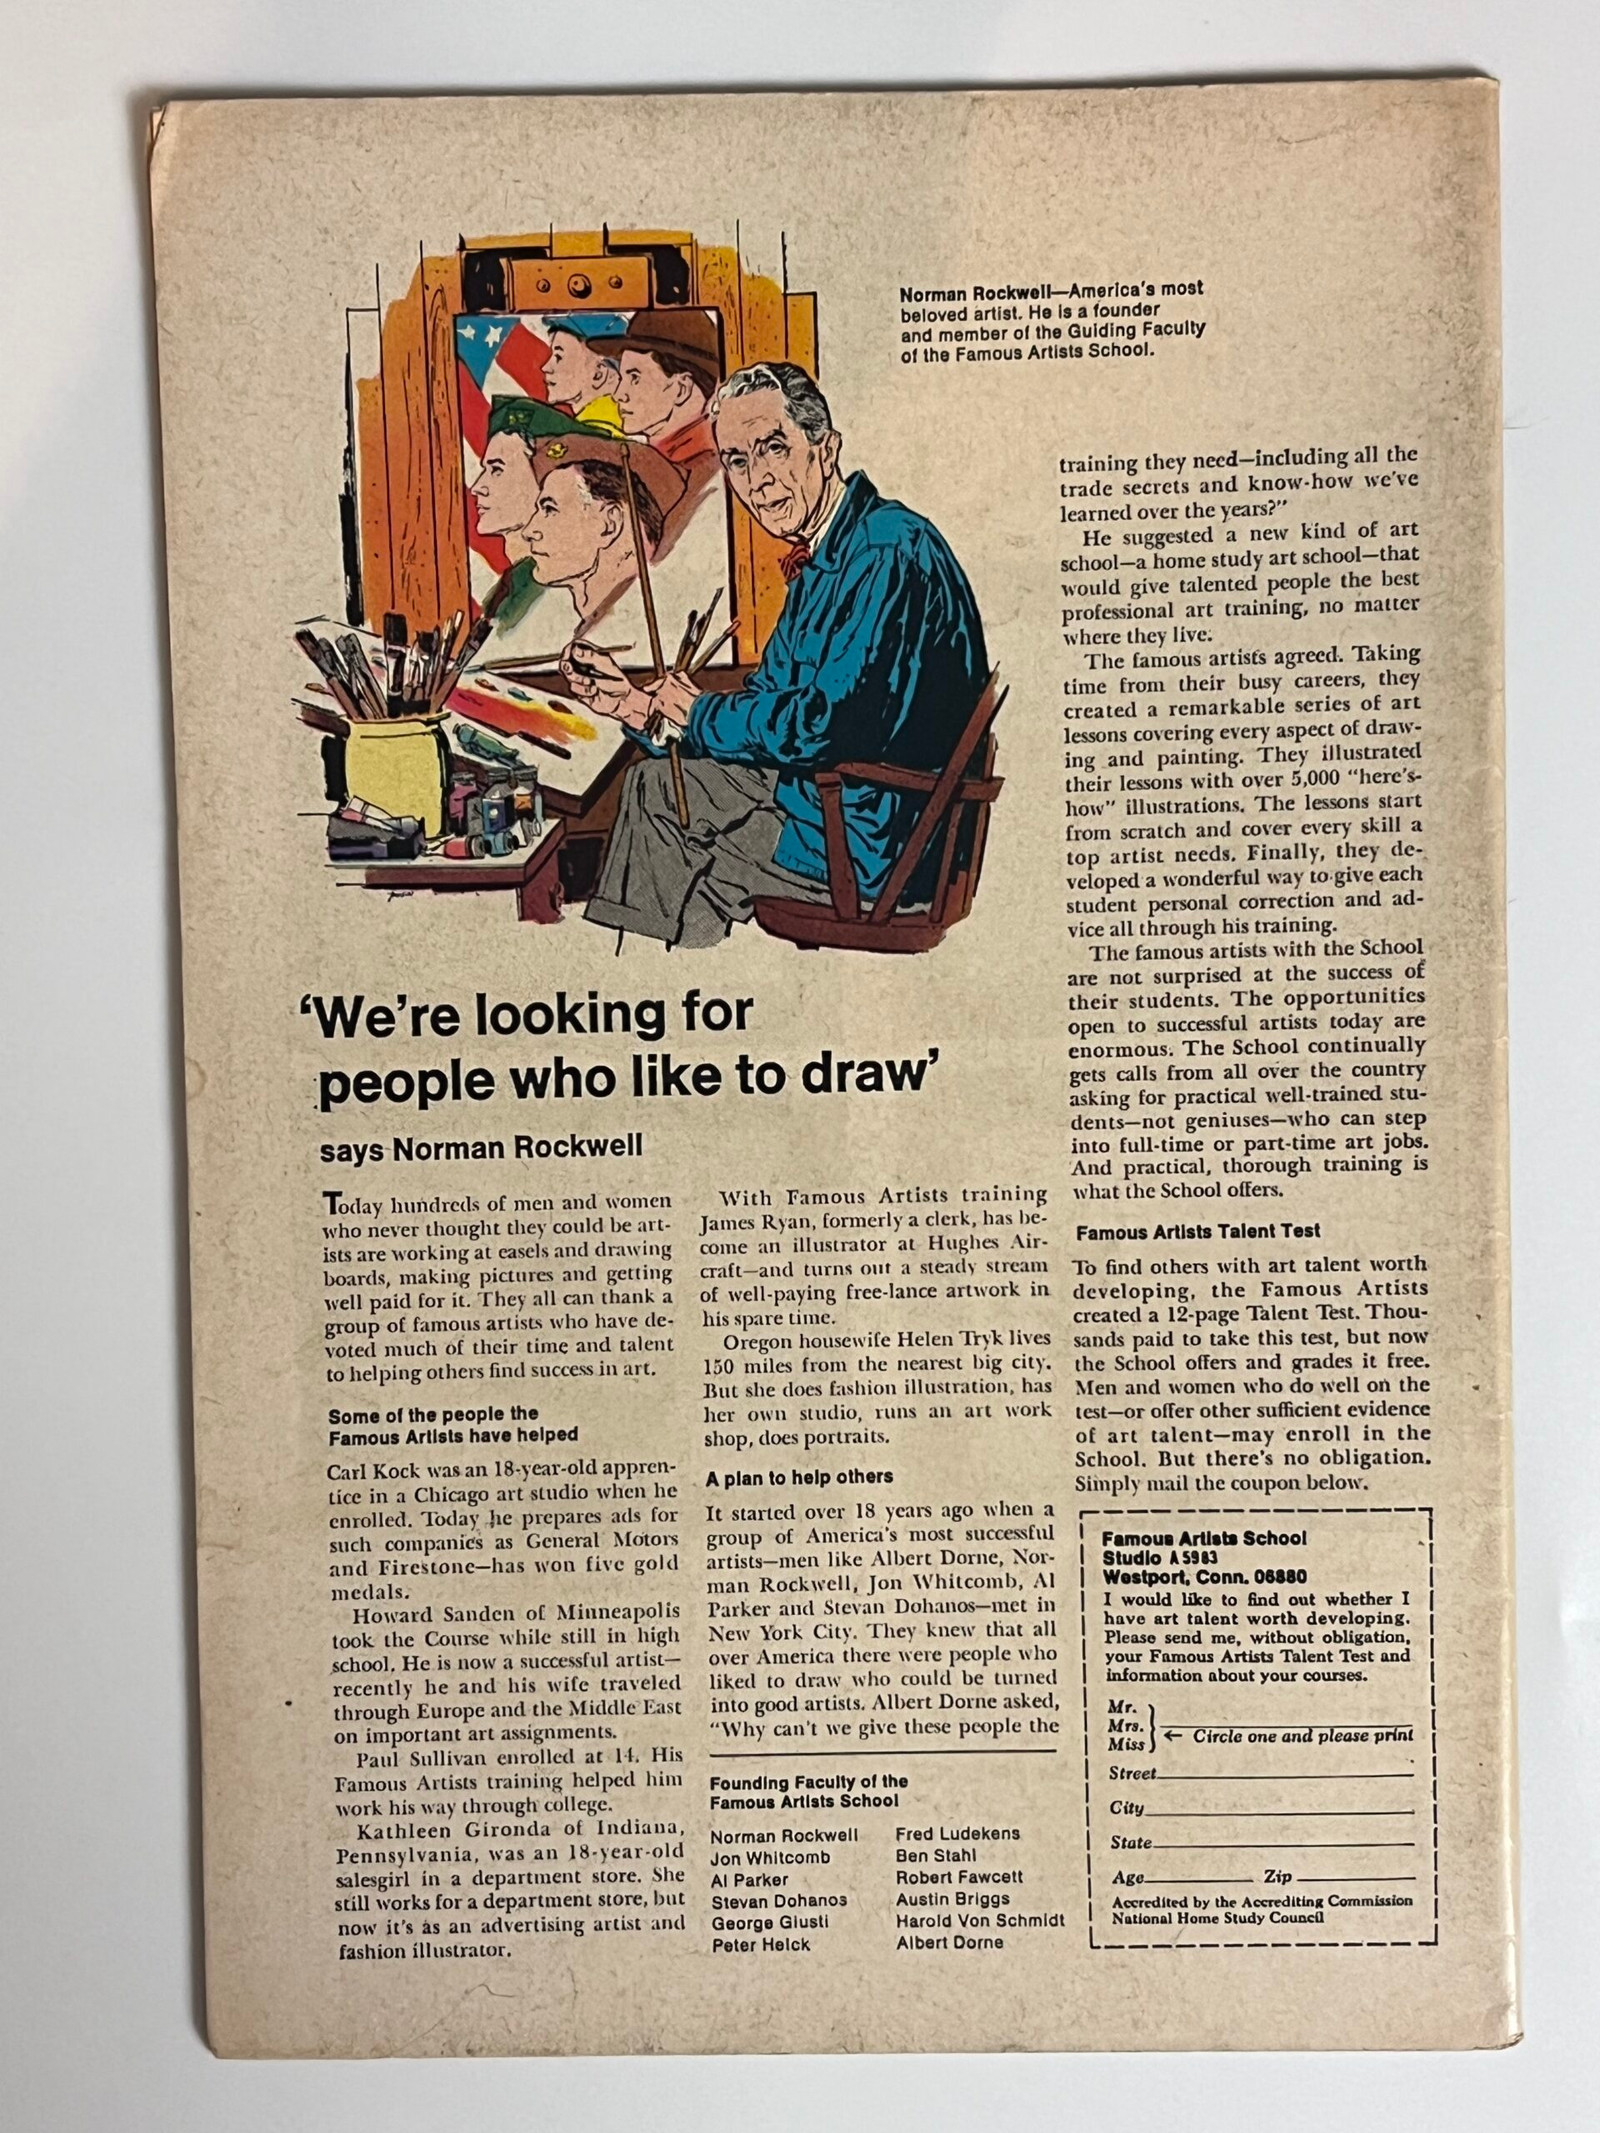 Norman Rockwell—America's most
beloved artist. He is a founder
and member of the Guiding Faculty
of the Famous Artists School.
'We're looking for
people who like to draw'
says Norman Rockwell
Today hundreds of men and women
who never thought they could be art-
ists are working at easels and drawing
boards, making pictures and getting
well paid for it. They all can thank a
group of famous artists who have de-
voted much of their time and talent
to helping others find success in art.
Some of the people the
Famous Artists have helped
Carl Kock was an 18-year-old appren-
tice in a Chicago art studio when he
enrolled. Today he prepares ads for
such companies as General Motors
and Firestone—has won five gold
medals.
Howard Sanden of Minneapolis
took the Course while still in high
school. He is now a successful artist—
recently he and his wife traveled
through Europe and the Middle East
on important art assignments.
Paul Sullivan enrolled at 14. His
Famous Artists training helped him
work his way through college.
Kathleen Gironda of Indiana,
Pennsylvania, was an 18-year-old
salesgirl in a department store. She
still works for a department store, but
now it's as an advertising artist and
fashion illustrator.
With Famous Artists training
James Ryan, formerly a clerk, has be-
come an illustrator at Hughes Air-
craft—and turns out a steady stream
of well-paying free-lance artwork in
his spare time.
Oregon housewife Helen Tryk lives
150 miles from the nearest big city.
But she does fashion illustration, has
her own studio, runs an art work
shop, does portraits.
A plan to help others
It started over 18 years ago when a
group of America's most successful
artists—men like Albert Dorne, Nor-
man Rockwell, Jon Whitcomb, Al
Parker and Stevan Dohanos—met in
New York City. They knew that all
over America there were people who
liked to draw who could be turned
into good artists. Albert Dorne asked,
"Why can't we give these people the
training they need—including all the
trade secrets and know-how we've
learned over the years?"
He suggested a new kind of art
school—a home study art school—that
would give talented people the best
professional art training, no matter
where they live.
The famous artists agreed. Taking
time from their busy careers, they
created a remarkable series of art
lessons covering every aspect of draw-
ing and painting. They illustrated
their lessons with over 5,000 "here's-
how" illustrations. The lessons start
from scratch and cover every skill a
top artist needs. Finally, they de-
veloped a wonderful way to give each
student personal correction and ad-
vice all through his training.
The famous artists with the School
are not surprised at the success of
their students. The opportunities
open to successful artists today are
enormous. The School continually
gets calls from all over the country
asking for practical well-trained stu-
dents—not geniuses—who can step
into full-time or part-time art jobs.
And practical, thorough training is
what the School offers.
Famous Artists Talent Test
To find others with art talent worth
developing, the Famous Artists
created a 12-page Talent Test. Thou-
sands paid to take this test, but now
the School offers and grades it free.
Men and women who do well on the
test—or offer other sufficient evidence
of art talent—may enroll in the
School. But there's no obligation.
Simply mail the coupon below.
Founding Faculty of the
Famous Artists School
Norman Rockwell
Jon Whitcomb
Al Parker
Stevan Dohanos
George Giusti
Peter Helck
Fred Ludekens
Ben Stahl
Robert Fawcett
Austin Briggs
Harold Von Schmidt
Albert Dorne
Famous Artists School
Studio A5983
Westport, Conn. 06880
I would like to find out whether I
have art talent worth developing.
Please send me, without obligation,
your Famous Artists Talent Test and
information about your courses.
Mr.
Mrs.
Miss
← Circle one and please print
Street
City
State
Age Zip
Accredited by the Accrediting Commission
National Home Study Council